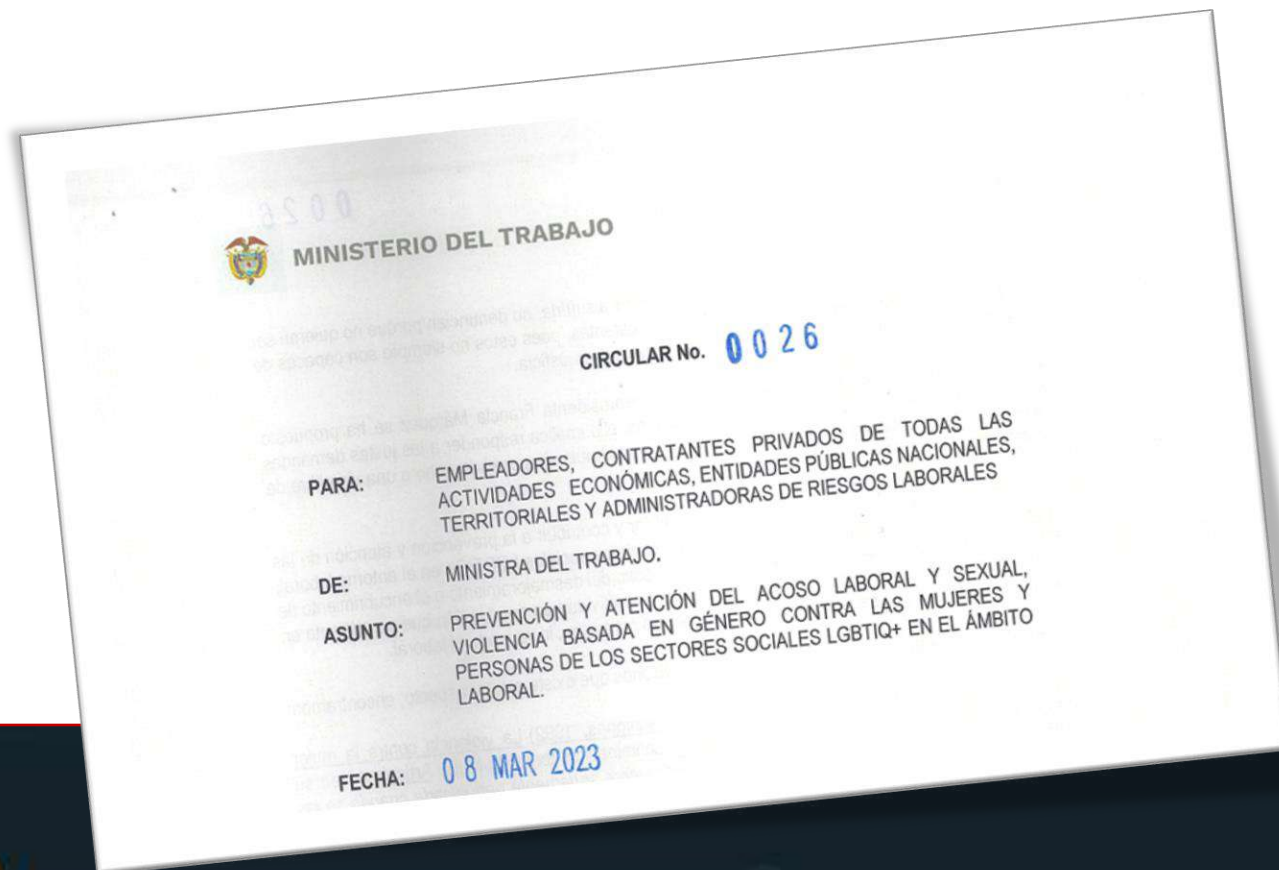 MINISTERIO DEL TRABAJO
CIRCULAR No. 0026
PARA: EMPLEADORES, CONTRATANTES PRIVADOS DE TODAS LAS
ACTIVIDADES ECONÓMICAS, ENTIDADES PÚBLICAS NACIONALES,
TERRITORIALES Y ADMINISTRADORAS DE RIESGOS LABORALES
DE: MINISTRA DEL TRABAJO.
ASUNTO: PREVENCIÓN Y ATENCIÓN DEL ACOSO LABORAL Y SEXUAL,
VIOLENCIA BASADA EN GÉNERO CONTRA LAS MUJERES Y
PERSONAS DE LOS SECTORES SOCIALES LGBTIQ+ EN EL ÁMBITO
LABORAL.
FECHA: 08 MAR 2023